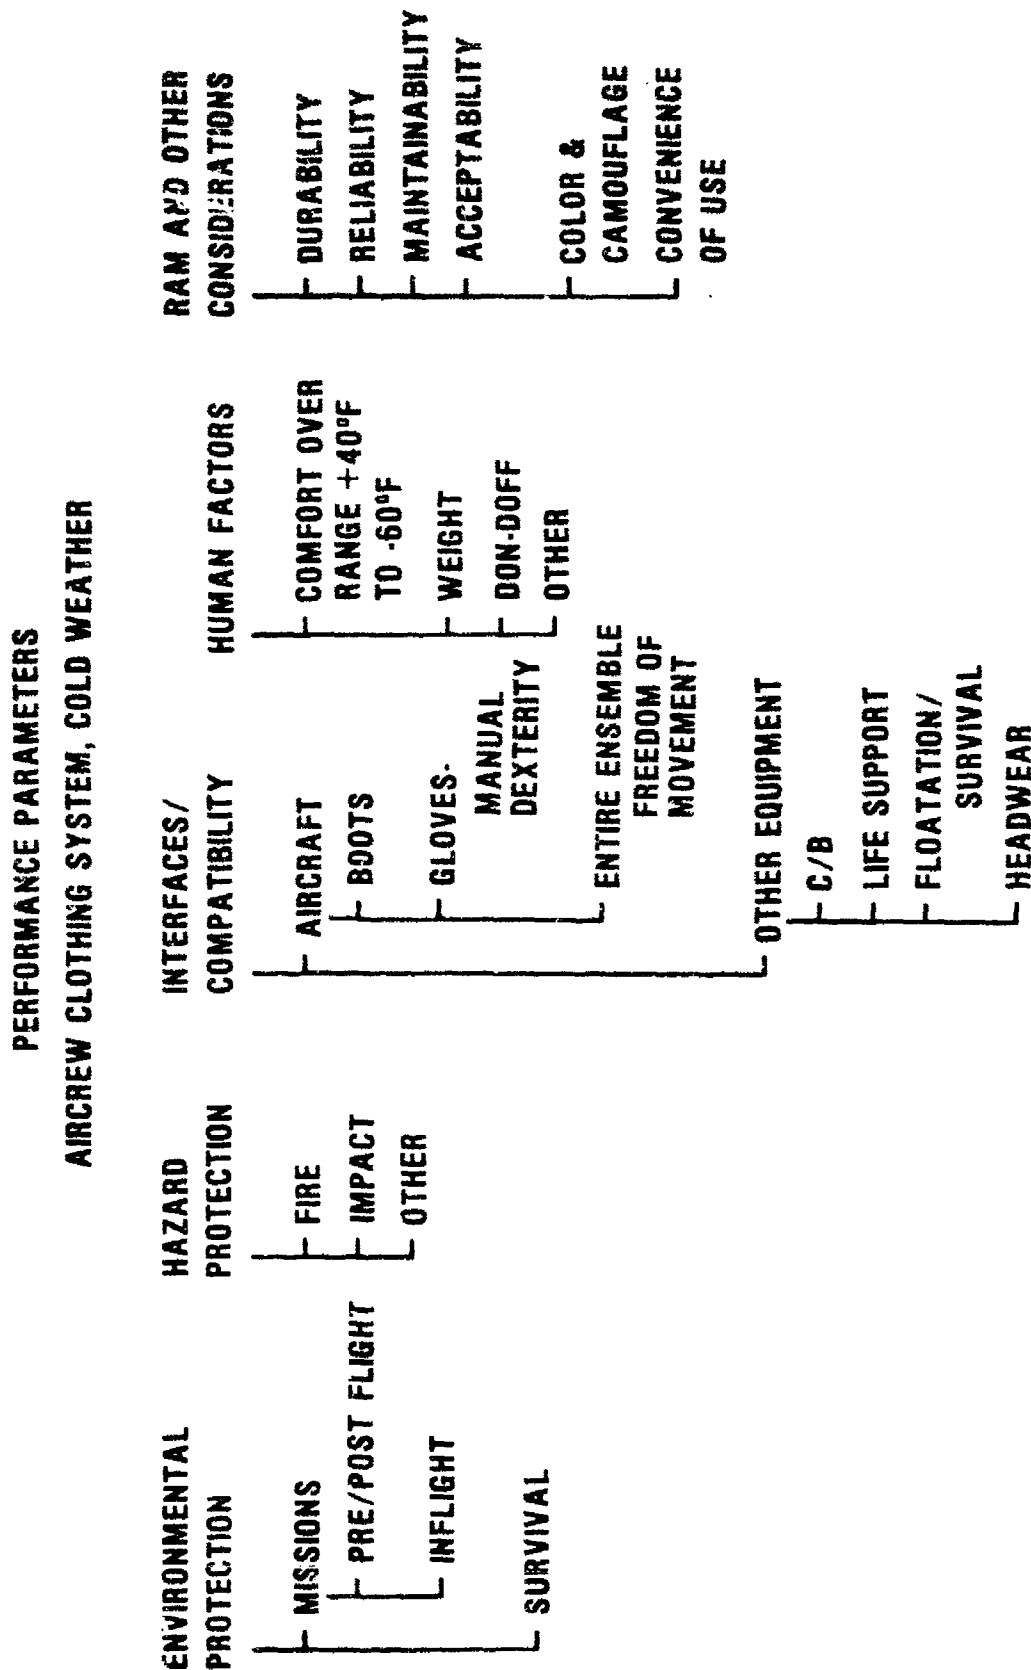 PERFORMANCE PARAMETERS
AIRCREW CLOTHING SYSTEM, COLD WEATHER
ENVIRONMENTAL
PROTECTION
MISSIONS
PRE/POST FLIGHT
INFLIGHT
SURVIVAL
HAZARD
PROTECTION
FIRE
IMPACT
OTHER
INTERFACES/
COMPATIBILITY
AIRCRAFT
BOOTS
GLOVES-
MANUAL
DEXTERITY
ENTIRE ENSEMBLE
FREEDOM OF
MOVEMENT
OTHER EQUIPMENT
C/B
LIFE SUPPORT
FLOATATION/
SURVIVAL
HEADWEAR
HUMAN FACTORS
COMFORT OVER
RANGE +40°F
TO -60°F
WEIGHT
DON-DOFF
OTHER
RAM AND OTHER
CONSIDERATIONS
DURABILITY
RELIABILITY
MAINTAINABILITY
ACCEPTABILITY
COLOR &
CAMOUFLAGE
CONVENIENCE
OF USE